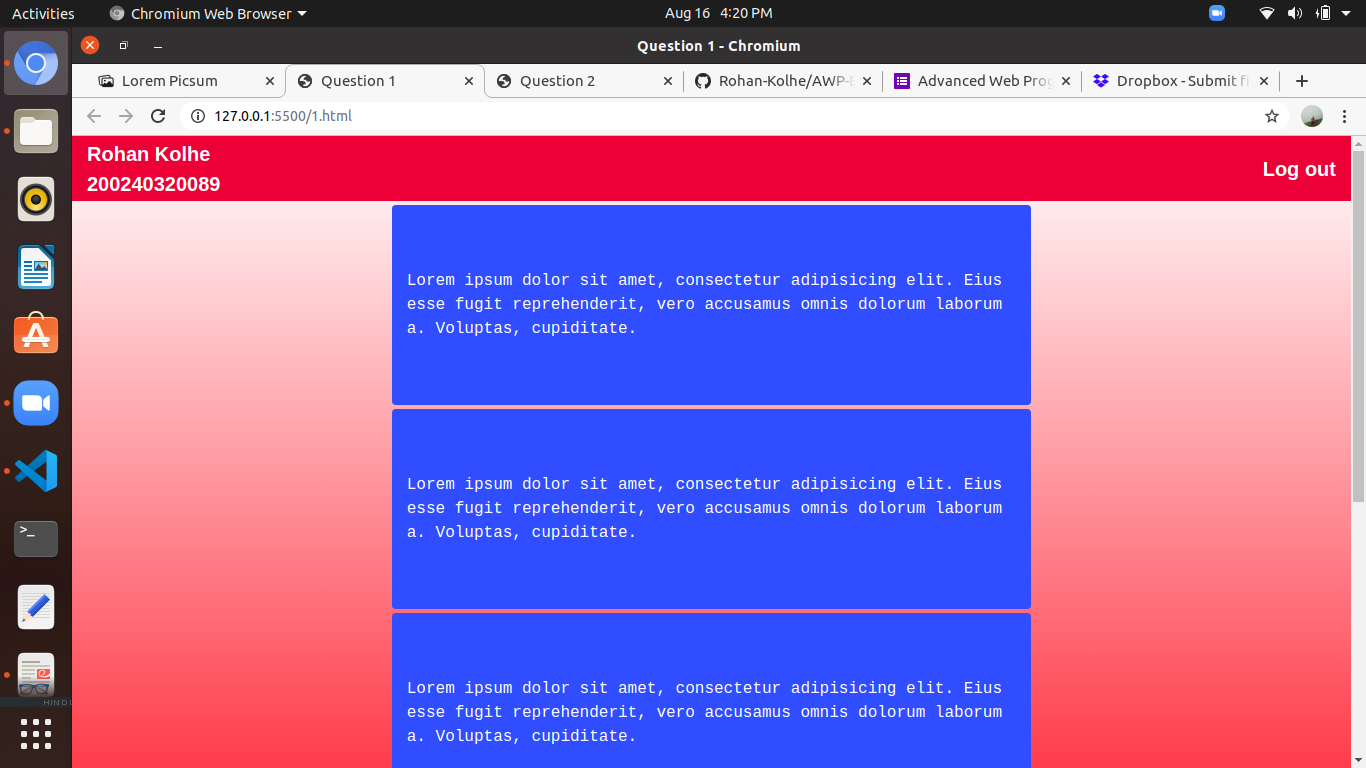 Activities Chromium Web Browser Aug 16 4:20 PM
Question 1 - Chromium
Lorem Picsum Question 1 Question 2 Rohan-Kolhe/AWP- Advanced Web Prog Dropbox - Submit fi
127.0.0.1:5500/1.html
Rohan Kolhe
200240320089
Log out
Lorem ipsum dolor sit amet, consectetur adipisicing elit. Eius
esse fugit reprehenderit, vero accusamus omnis dolorum laborum
a. Voluptas, cupiditate.
Lorem ipsum dolor sit amet, consectetur adipisicing elit. Eius
esse fugit reprehenderit, vero accusamus omnis dolorum laborum
a. Voluptas, cupiditate.
Lorem ipsum dolor sit amet, consectetur adipisicing elit. Eius
esse fugit reprehenderit, vero accusamus omnis dolorum laborum
a. Voluptas, cupiditate.